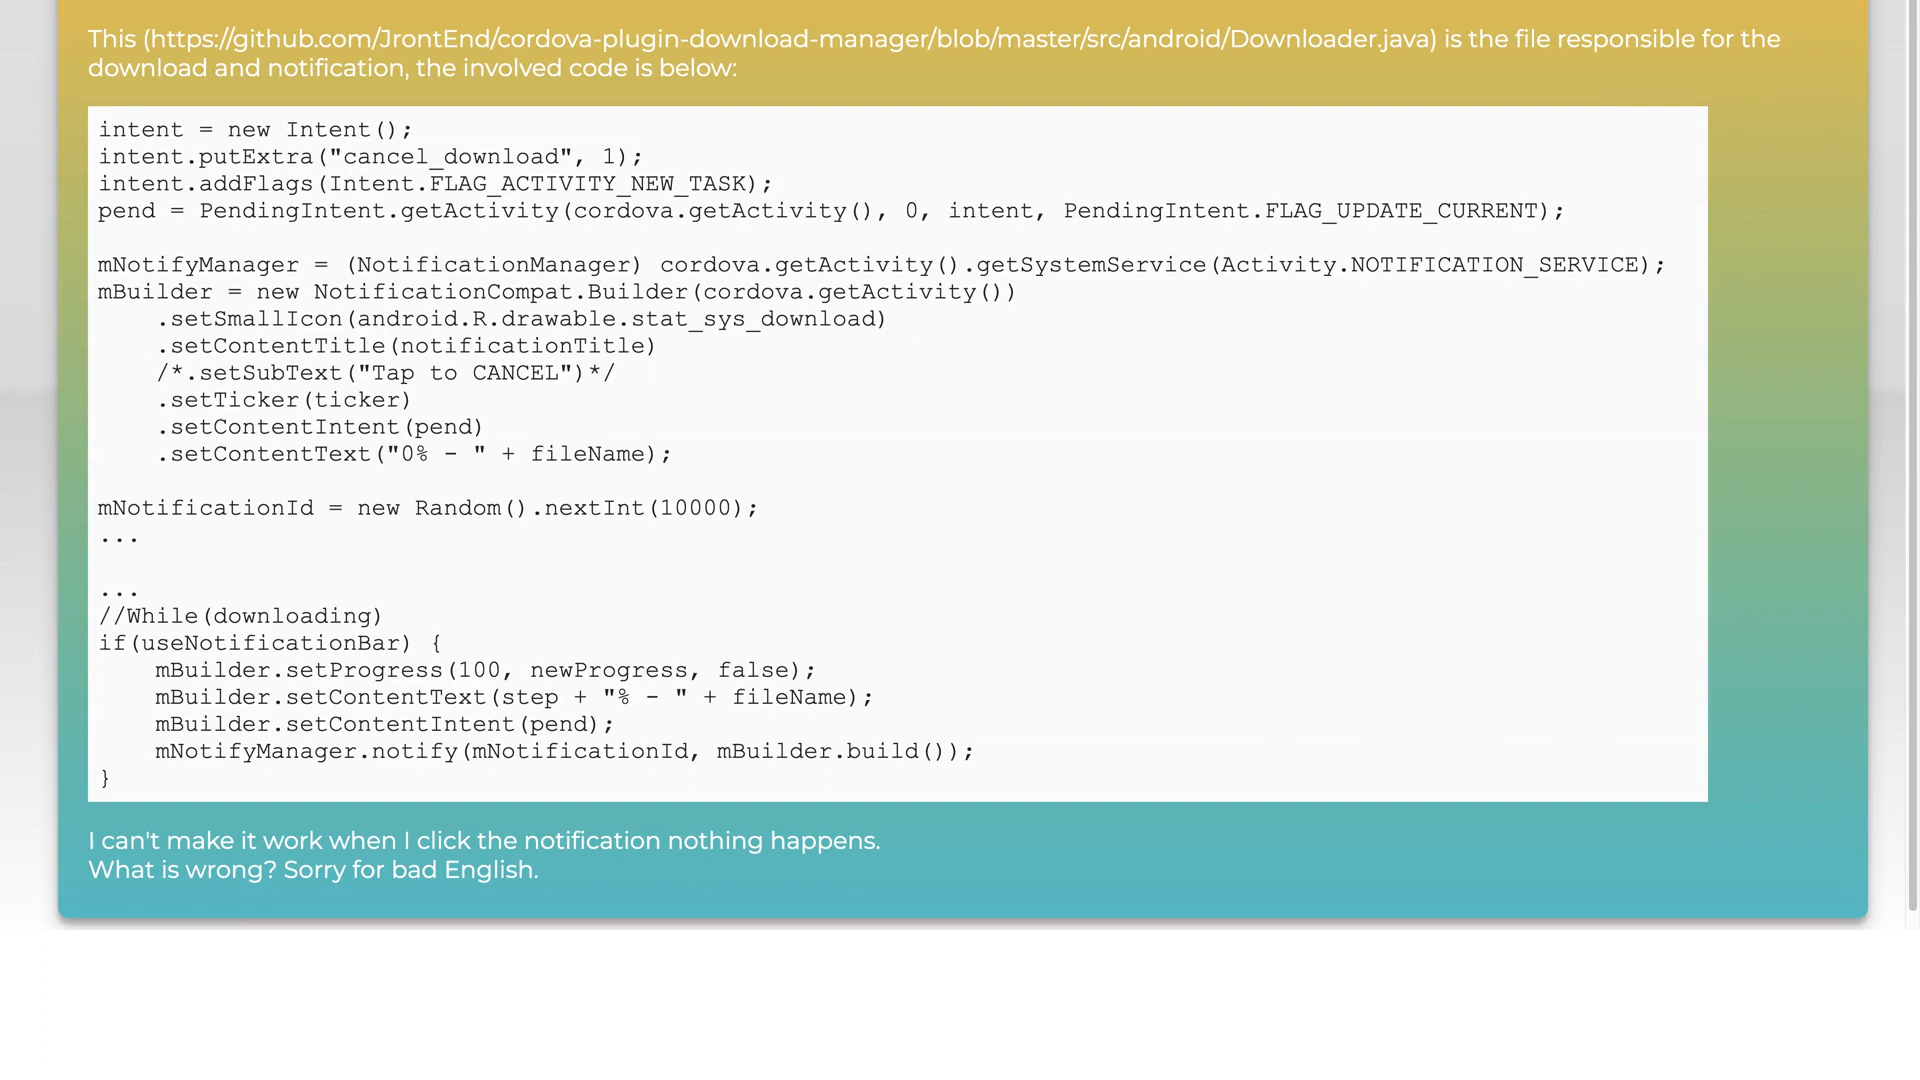 This (https://github.com/JrontEnd/cordova-plugin-download-manager/blob/master/src/android/Downloader.java) is the file responsible for the
download and notification, the involved code is below:
intent = new Intent();
intent.putExtra("cancel_download", 1);
intent.addFlags(Intent.FLAG_ACTIVITY_NEW_TASK);
pend = PendingIntent.getActivity(cordova.getActivity(), 0, intent, PendingIntent.FLAG_UPDATE_CURRENT);
mNotifyManager = (NotificationManager) cordova.getActivity().getSystemService(Activity.NOTIFICATION_SERVICE);
mBuilder = new NotificationCompat.Builder(cordova.getActivity())
    .setSmallIcon(android.R.drawable.stat_sys_download)
    .setContentTitle(notificationTitle)
    /*.setSubText("Tap to CANCEL")*/
    .setTicker(ticker)
    .setContentIntent(pend)
    .setContentText("0% - " + fileName);
mNotificationId = new Random().nextInt(10000);
...
...
//While(downloading)
if(useNotificationBar) {
    mBuilder.setProgress(100, newProgress, false);
    mBuilder.setContentText(step + "% - " + fileName);
    mBuilder.setContentIntent(pend);
    mNotifyManager.notify(mNotificationId, mBuilder.build());
}
I can't make it work when I click the notification nothing happens.
What is wrong? Sorry for bad English.